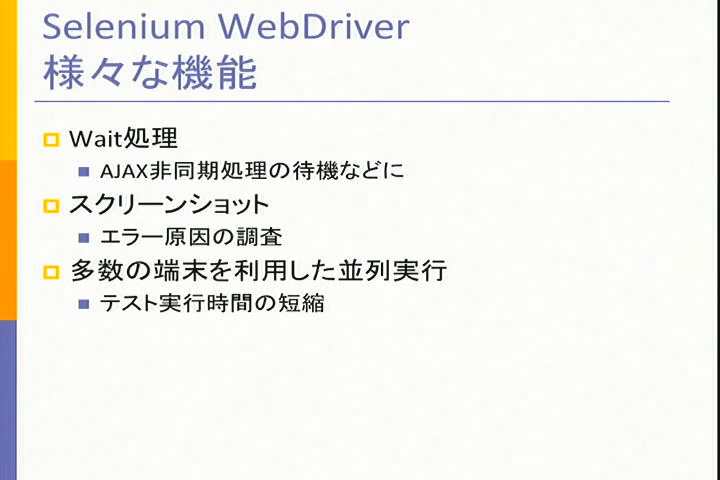 Selenium WebDriver
様々な機能
Wait処理
AJAX非同期処理の待機などに
スクリーンショット
エラー原因の調査
多数の端末を利用した並列実行
テスト実行時間の短縮